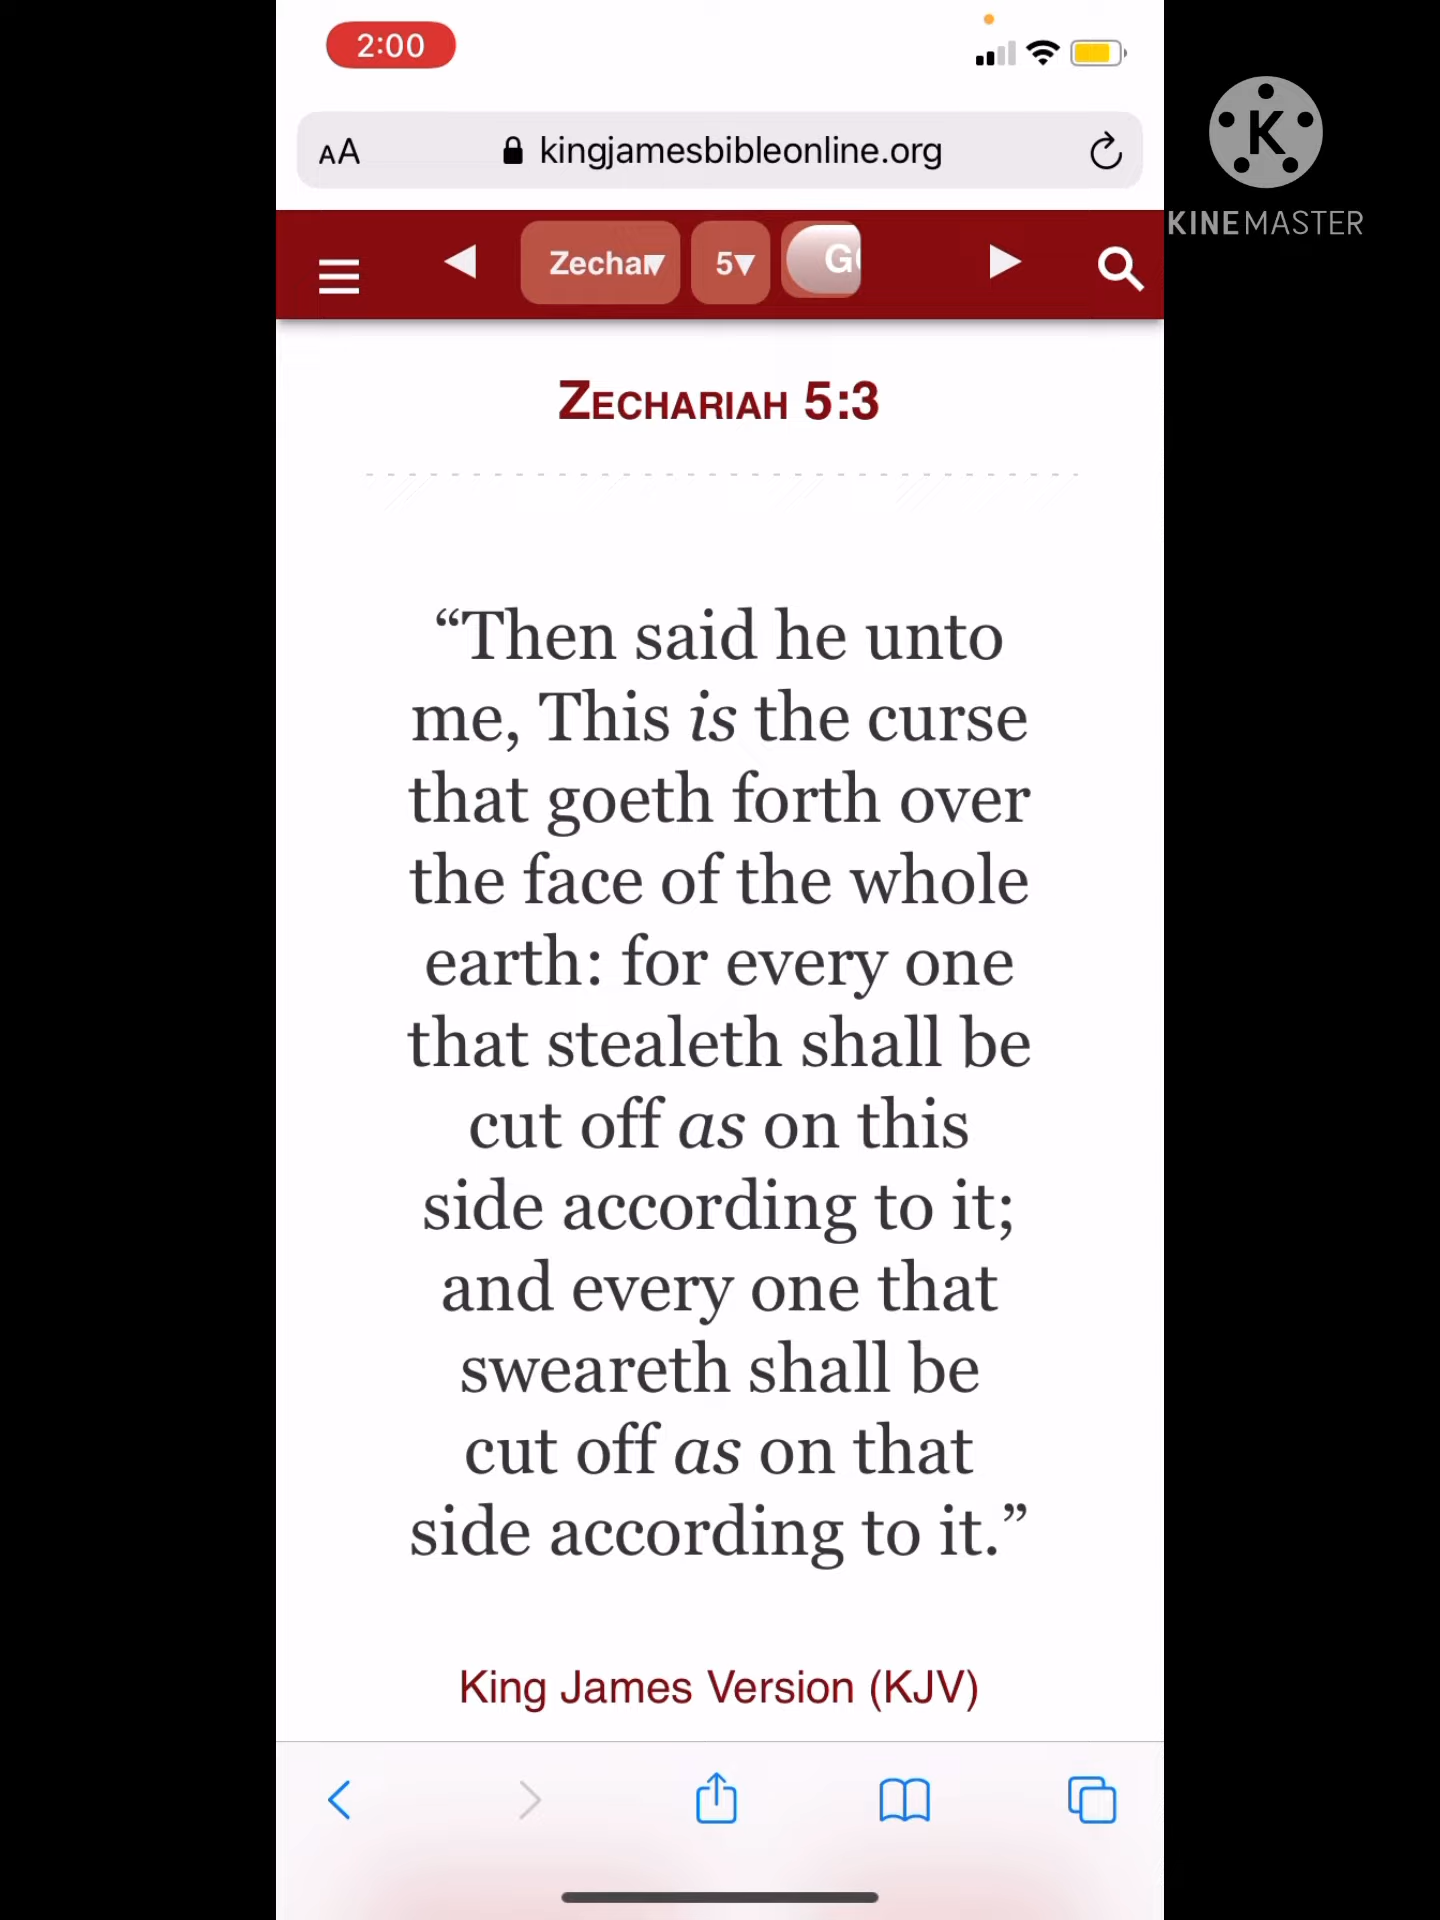 2:00
AA kingjamesbibleonline.org
K
KINEMASTER
Zechar 5
ZECHARIAH 5:3
“Then said he unto
me, This is the curse
that goeth forth over
the face of the whole
earth: for every one
that stealeth shall be
cut off as on this
side according to it;
and every one that
sweareth shall be
cut off as on that
side according to it.”
King James Version (KJV)